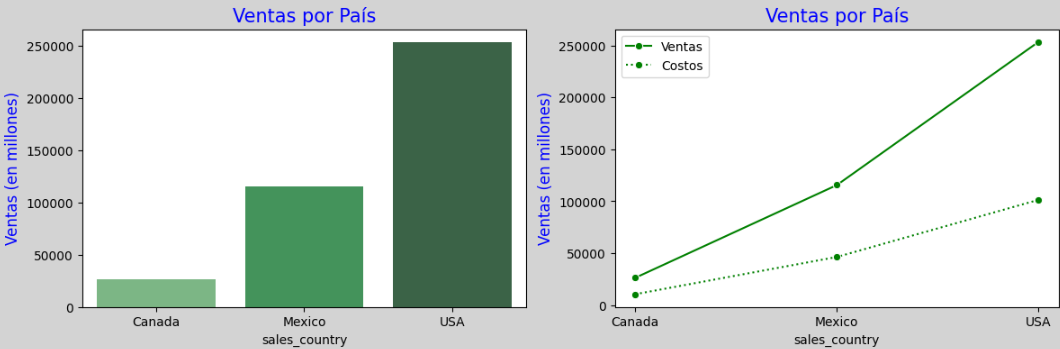 Ventas por País
Ventas (en millones)
250000
200000
150000
100000
50000
0
Canada Mexico USA
sales_country
Ventas por País
Ventas (en millones)
Ventas
Costos
250000
200000
150000
100000
50000
0
Canada Mexico USA
sales_country